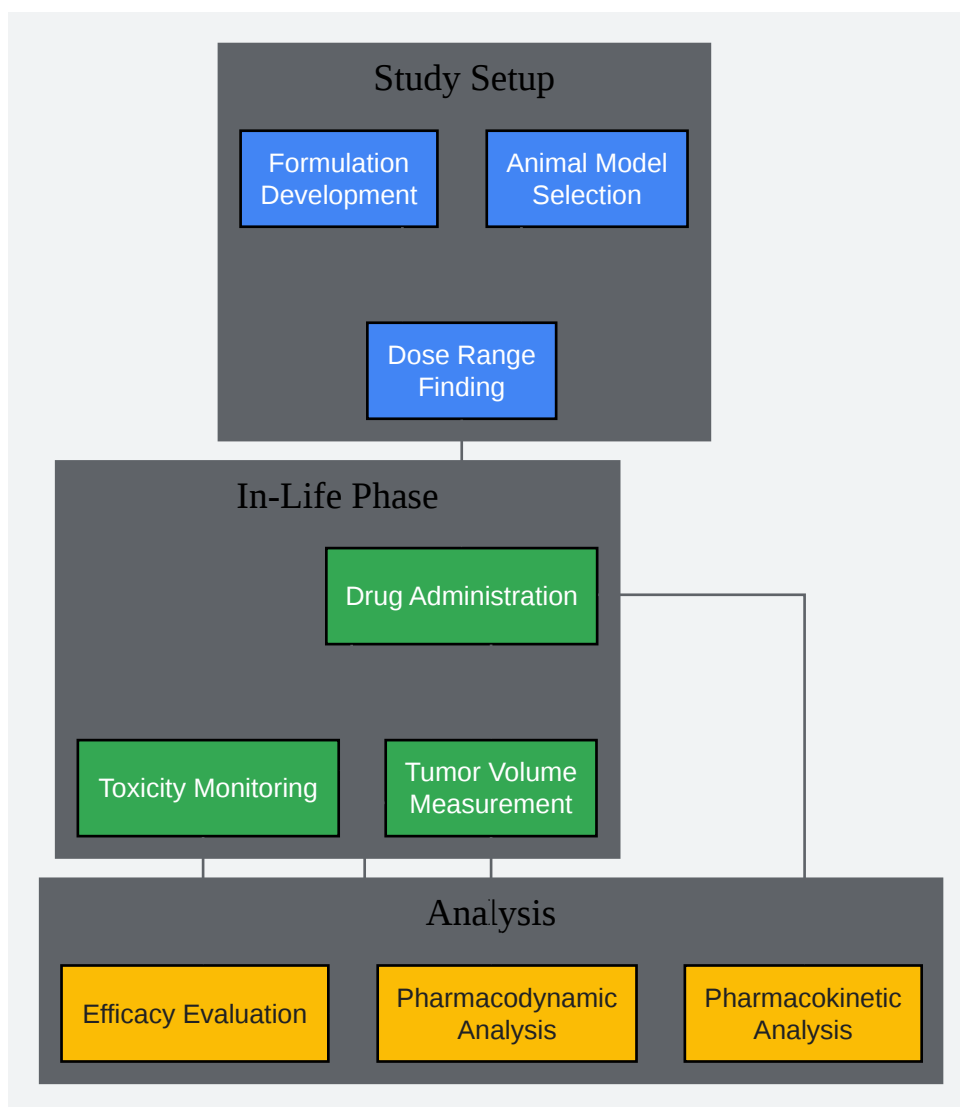 Study Setup
Formulation
Development
Animal Model
Selection
Dose Range
Finding
In-Life Phase
Drug Administration
Toxicity Monitoring
Tumor Volume
Measurement
Analysis
Efficacy Evaluation
Pharmacodynamic
Analysis
Pharmacokinetic
Analysis